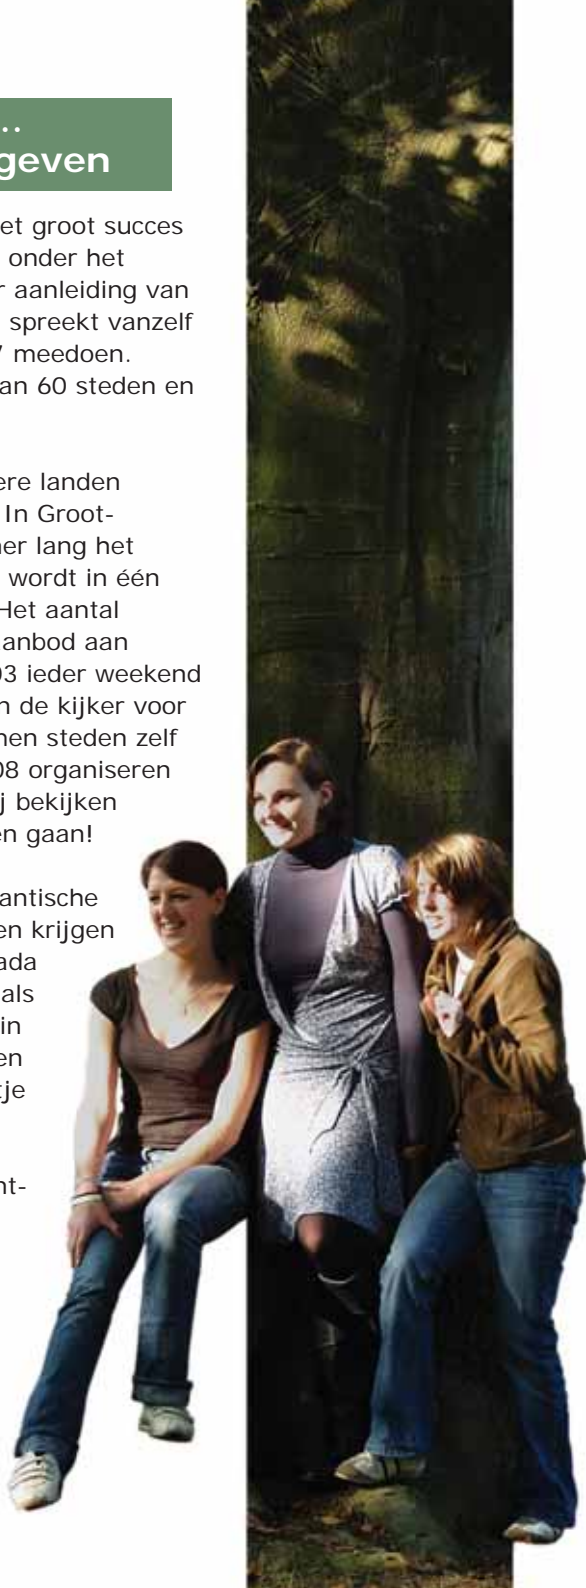 ..
geven
et groot succes
onder het
r aanleiding van
spreekt vanzelf
7 meedoen.
an 60 steden en
ere landen
In Groot-
er lang het
wordt in één
Het aantal
anbod aan
03 ieder weekend
n de kijker voor
nen steden zelf
08 organiseren
j bekijken
en gaan!
antische
en krijgen
ada
als
in
en
tje
nt-